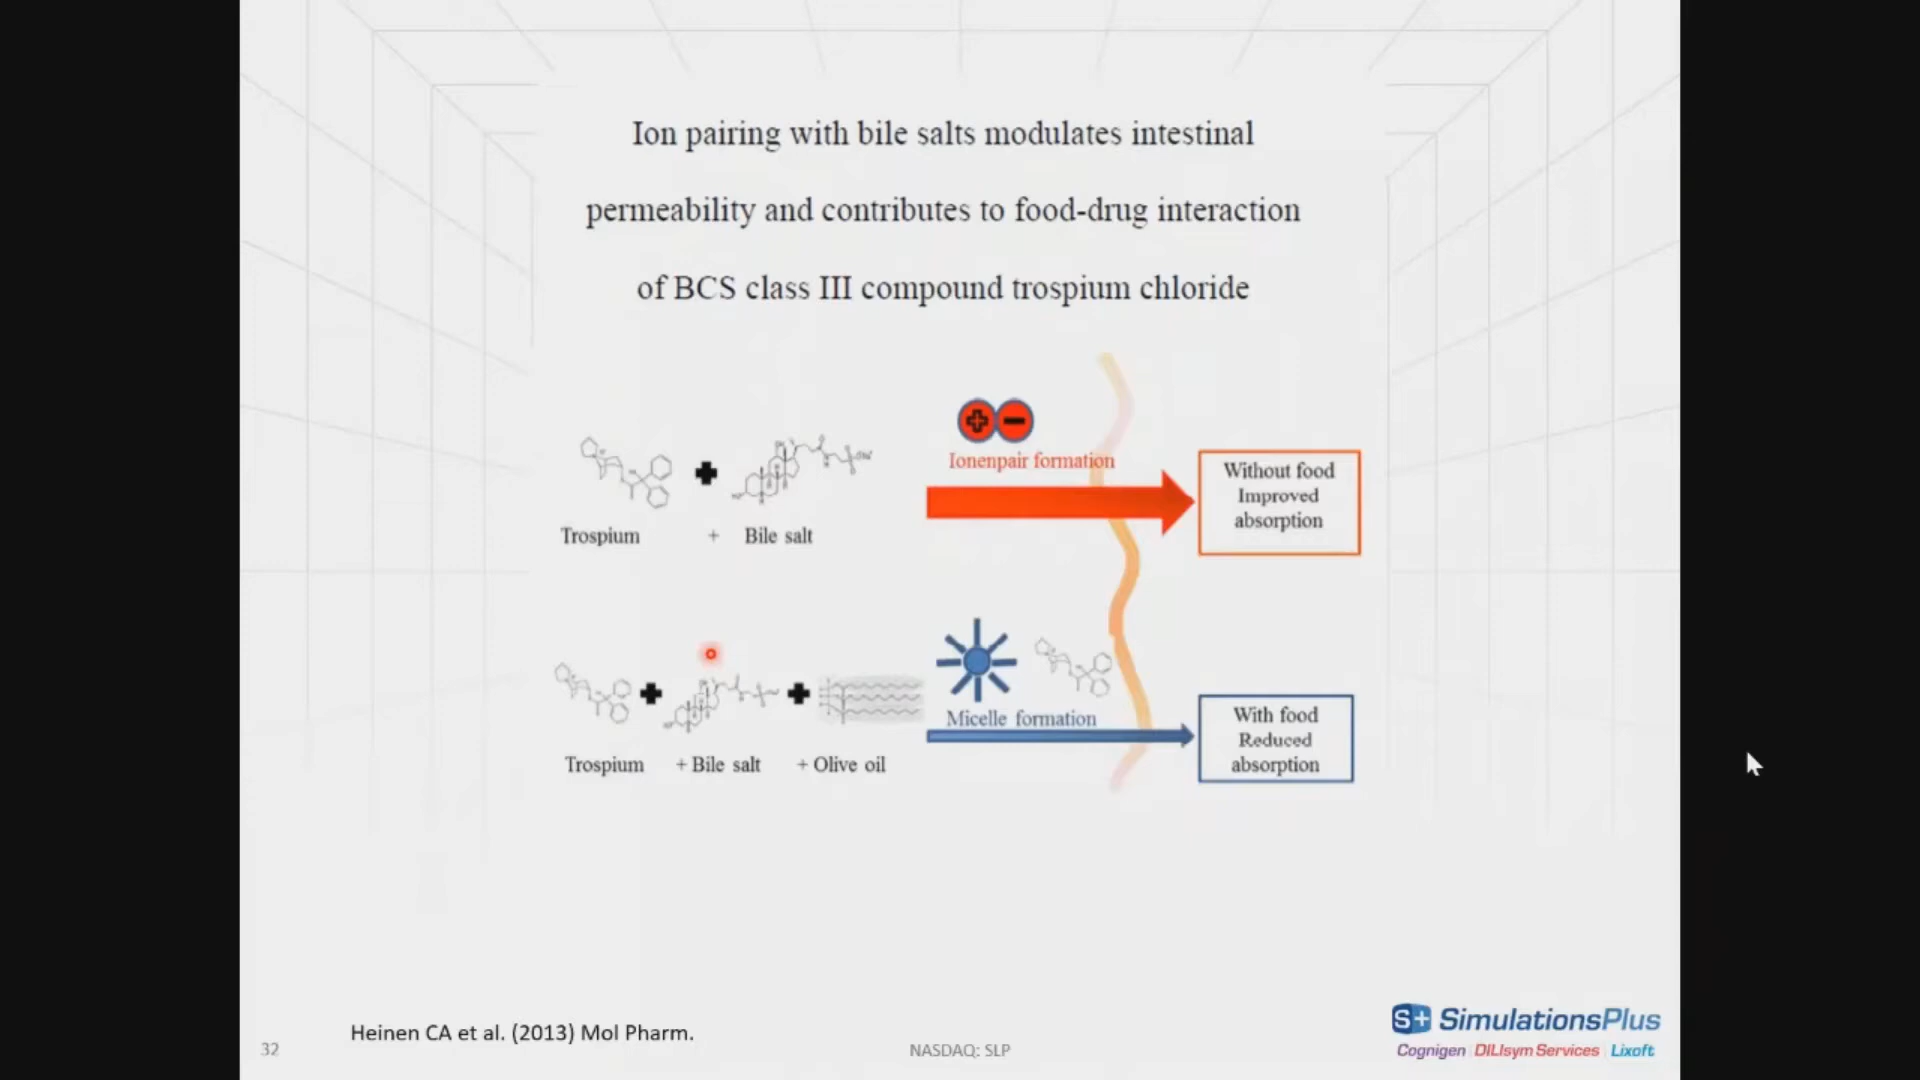 Ion pairing with bile salts modulates intestinal
permeability and contributes to food-drug interaction
of BCS class III compound trospium chloride
Ionenpair formation
Without food
Improved
absorption
Trospium + Bile salt
Micelle formation
With food
Reduced
absorption
Trospium + Bile salt + Olive oil
Heinen CA et al. (2013) Mol Pharm.
32
NASDAQ: SLP
S+ SimulationsPlus
Cognigen | DILIsym Services | Lixoft